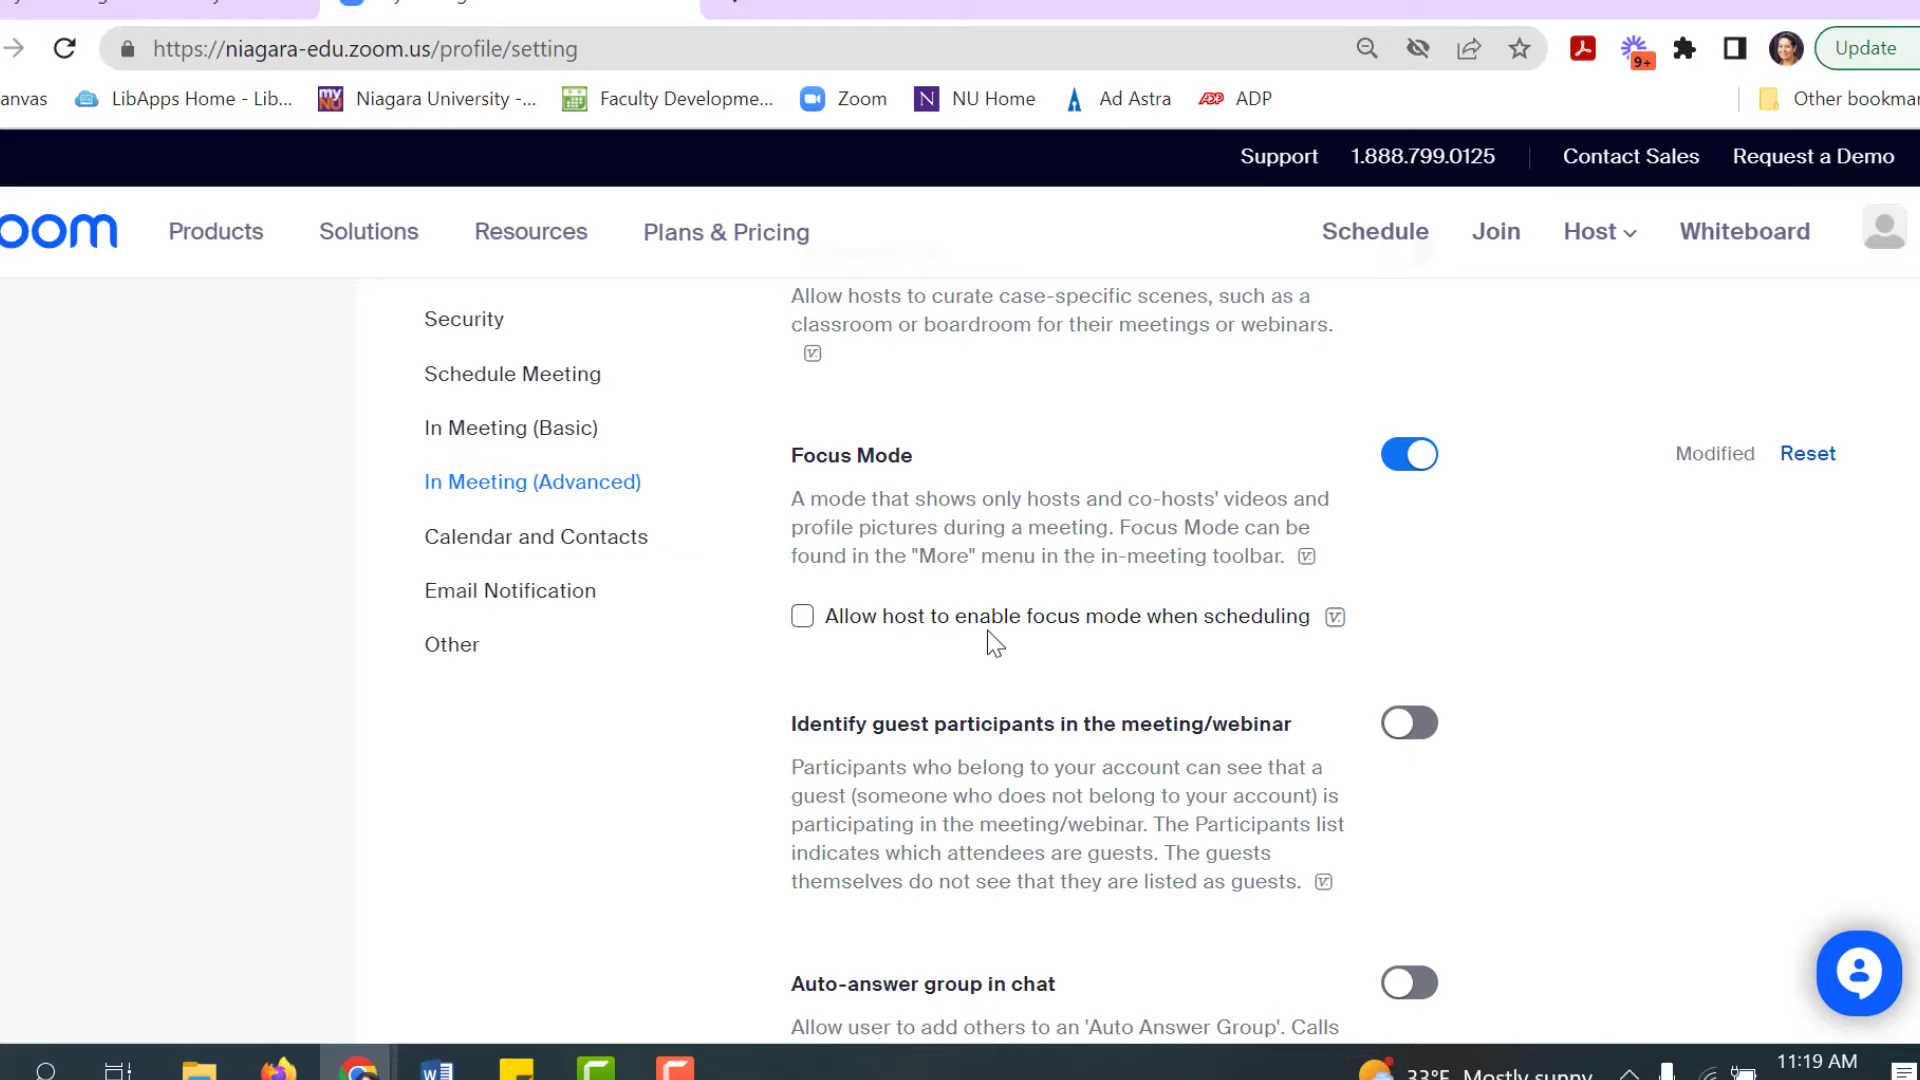 https://niagara-edu.zoom.us/profile/setting
9+
Update
anvas
LibApps Home - Lib...
my NU
Niagara University -...
Faculty Developme...
Zoom
N
NU Home
Ad Astra
ADP
ADP
Other bookmar
Support
1.888.799.0125
Contact Sales
Request a Demo
oom
Products
Solutions
Resources
Plans & Pricing
Schedule
Join
Host
Whiteboard
Security
Schedule Meeting
In Meeting (Basic)
In Meeting (Advanced)
Calendar and Contacts
Email Notification
Other
Allow hosts to curate case-specific scenes, such as a
classroom or boardroom for their meetings or webinars.
Focus Mode
Modified
Reset
A mode that shows only hosts and co-hosts' videos and
profile pictures during a meeting. Focus Mode can be
found in the "More" menu in the in-meeting toolbar.
Allow host to enable focus mode when scheduling
Identify guest participants in the meeting/webinar
Participants who belong to your account can see that a
guest (someone who does not belong to your account) is
participating in the meeting/webinar. The Participants list
indicates which attendees are guests. The guests
themselves do not see that they are listed as guests.
Auto-answer group in chat
Allow user to add others to an 'Auto Answer Group'. Calls
33°F Mostly sunny
11:19 AM